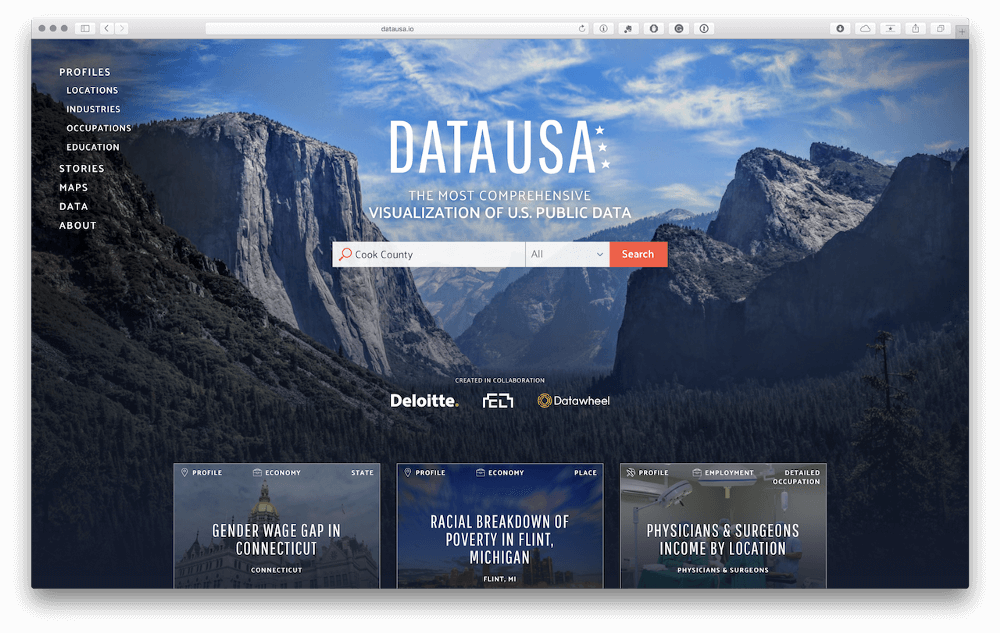 datausa.io
PROFILES
LOCATIONS
INDUSTRIES
OCCUPATIONS
EDUCATION
STORIES
MAPS
DATA
ABOUT
DATA USA
THE MOST COMPREHENSIVE
VISUALIZATION OF U.S. PUBLIC DATA
Cook County All Search
CREATED IN COLLABORATION
Deloitte. Datawheel
PROFILE ECONOMY STATE
GENDER WAGE GAP IN
CONNECTICUT
CONNECTICUT
PROFILE ECONOMY PLACE
RACIAL BREAKDOWN OF
POVERTY IN FLINT,
MICHIGAN
FLINT, MI
PROFILE EMPLOYMENT DETAILED
OCCUPATION
PHYSICIANS & SURGEONS
INCOME BY LOCATION
PHYSICIANS & SURGEONS